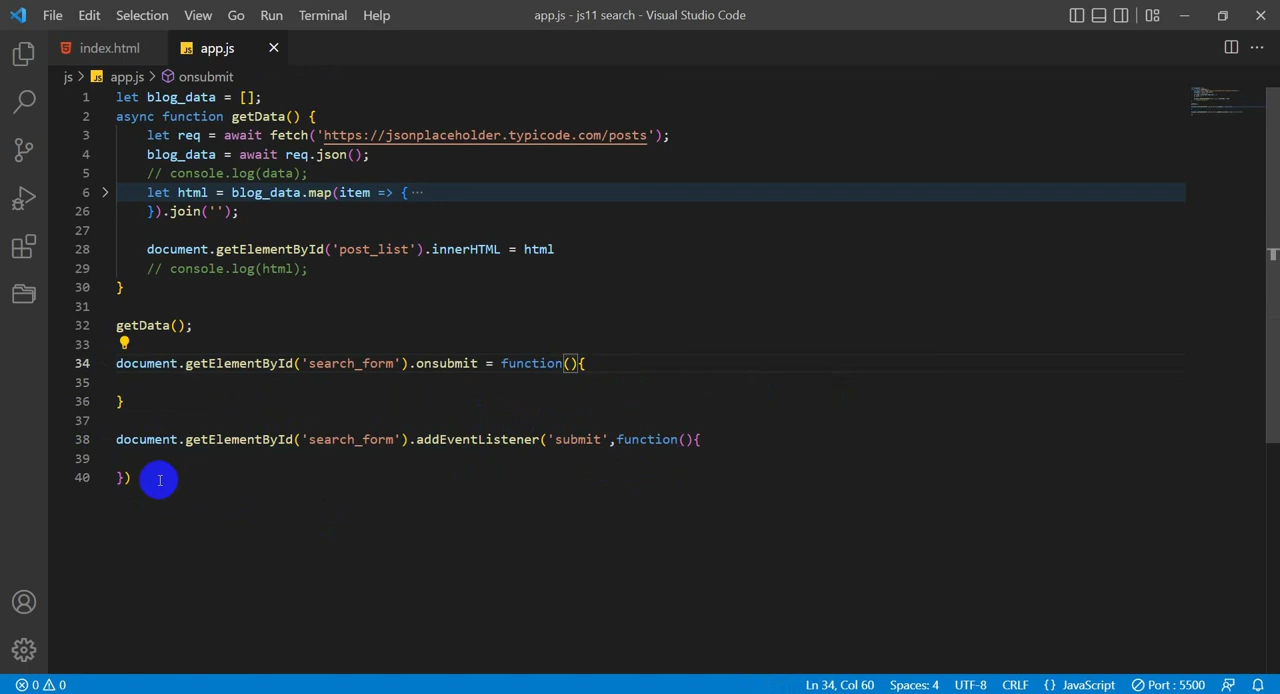 File Edit Selection View Go Run Terminal Help app.js - js11 search - Visual Studio Code
index.html JS app.js
js > JS app.js > onsubmit
1 let blog_data = [];
2 async function getData() {
3 let req = await fetch('https://jsonplaceholder.typicode.com/posts');
4 blog_data = await req.json();
5 // console.log(data);
6 let html = blog_data.map(item => {···
26 }).join('');
27
28 document.getElementById('post_list').innerHTML = html
29 // console.log(html);
30 }
31
32 getData();
33
34 document.getElementById('search_form').onsubmit = function(){
35
36 }
37
38 document.getElementById('search_form').addEventListener('submit',function(){
39
40 })
0 0 Ln 34, Col 60 Spaces: 4 UTF-8 CRLF {} JavaScript Port : 5500